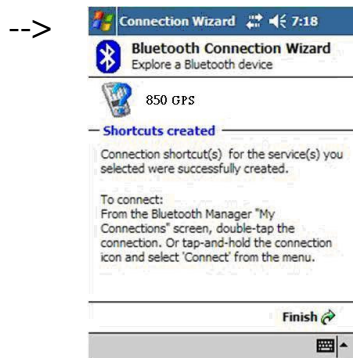 -->
Connection Wizard 7:18
Bluetooth Connection Wizard
Explore a Bluetooth device
850 GPS
Shortcuts created
Connection shortcut(s) for the service(s) you
selected were successfully created.
To connect:
From the Bluetooth Manager "My
Connections" screen, double-tap the
connection. Or tap-and-hold the connection
icon and select 'Connect' from the menu.
Finish